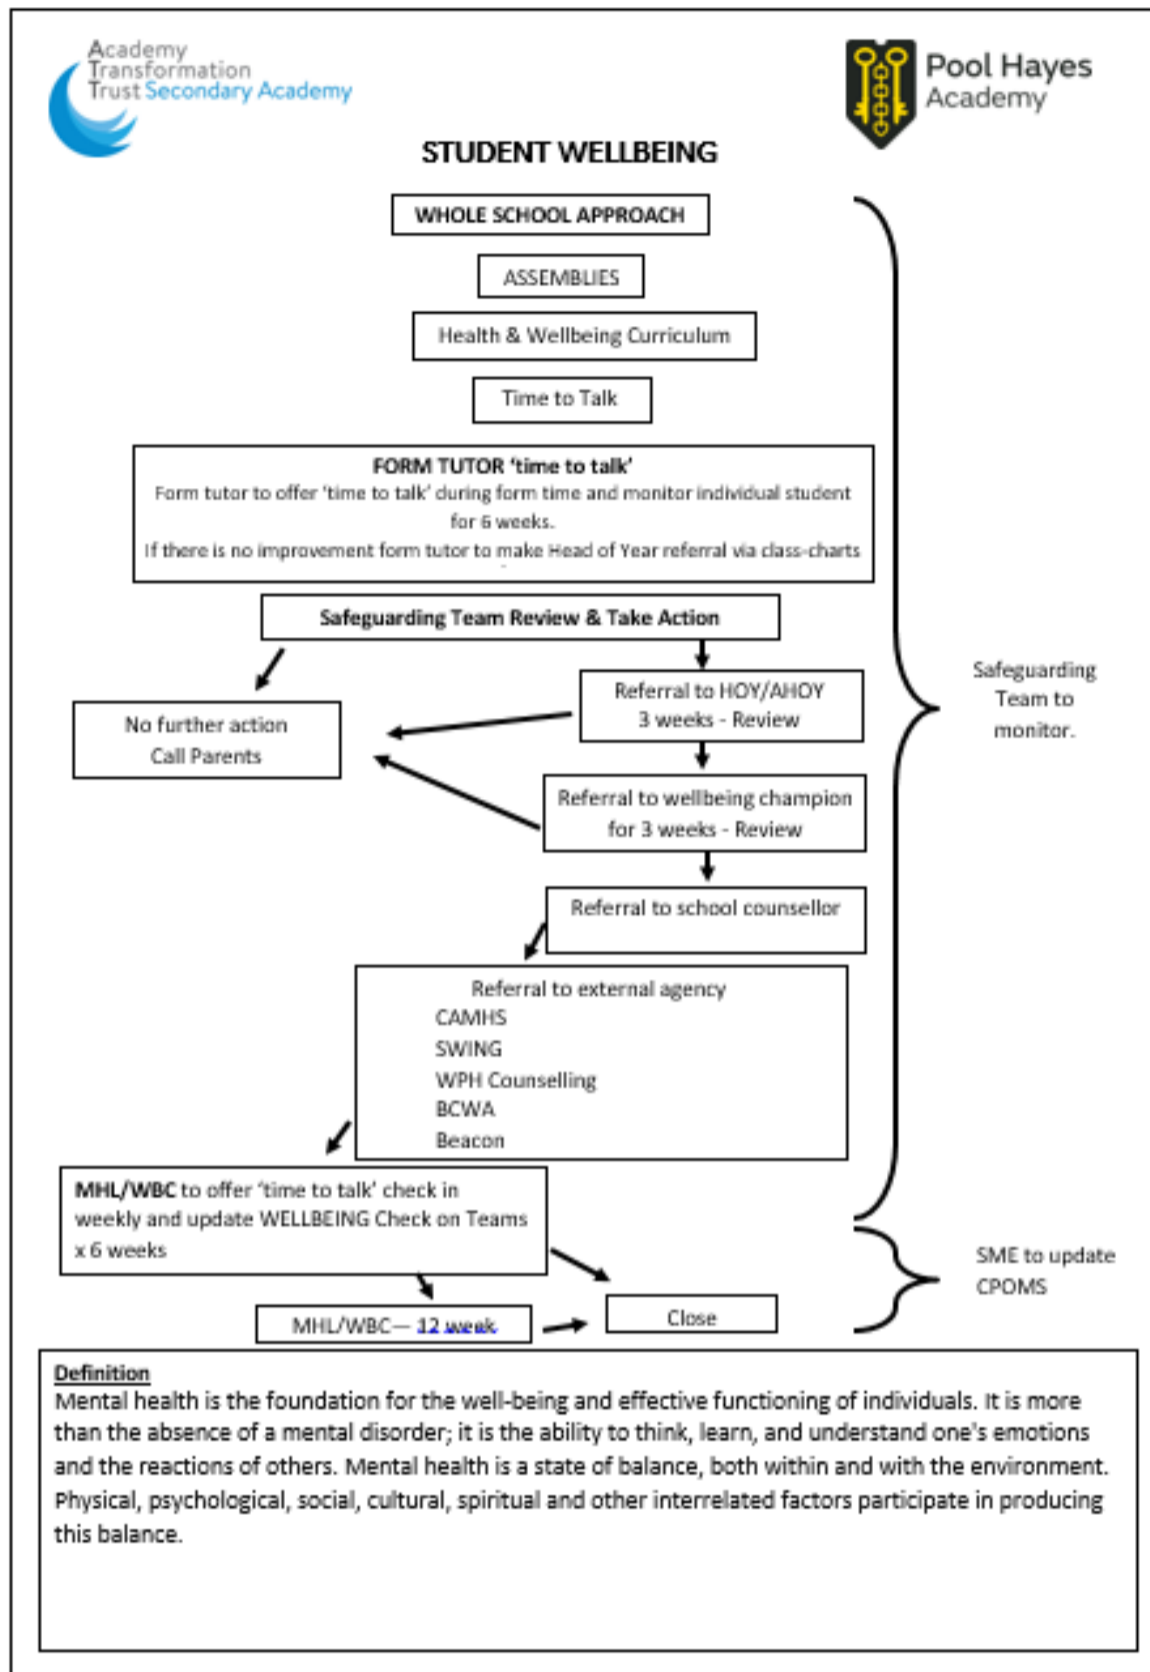 Academy
Transformation
Trust Secondary Academy
Pool Hayes
Academy
STUDENT WELLBEING
WHOLE SCHOOL APPROACH
ASSEMBLIES
Health & Wellbeing Curriculum
Time to Talk
FORM TUTOR ‘time to talk’
Form tutor to offer ‘time to talk’ during form time and monitor individual student
for 6 weeks.
If there is no improvement form tutor to make Head of Year referral via class-charts
Safeguarding Team Review & Take Action
Referral to HOY/AHOY
3 weeks - Review
No further action
Call Parents
Safeguarding
Team to
monitor.
Referral to wellbeing champion
for 3 weeks - Review
Referral to school counsellor
Referral to external agency
CAMHS
SWING
WPH Counselling
BCWA
Beacon
MHL/WBC to offer ‘time to talk’ check in
weekly and update WELLBEING Check on Teams
x 6 weeks
SME to update
CPOMS
MHL/WBC— 12 week
Close
Definition
Mental health is the foundation for the well-being and effective functioning of individuals. It is more
than the absence of a mental disorder; it is the ability to think, learn, and understand one's emotions
and the reactions of others. Mental health is a state of balance, both within and with the environment.
Physical, psychological, social, cultural, spiritual and other interrelated factors participate in producing
this balance.